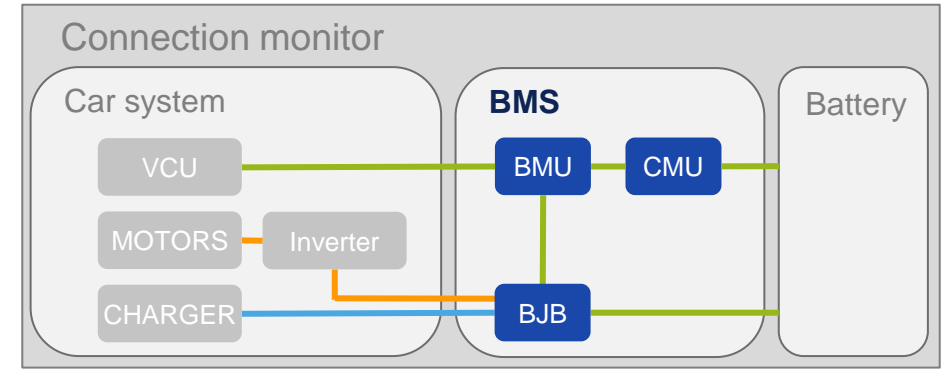 Connection monitor
Car system
BMS
Battery
VCU
BMU
CMU
MOTORS
Inverter
CHARGER
BJB